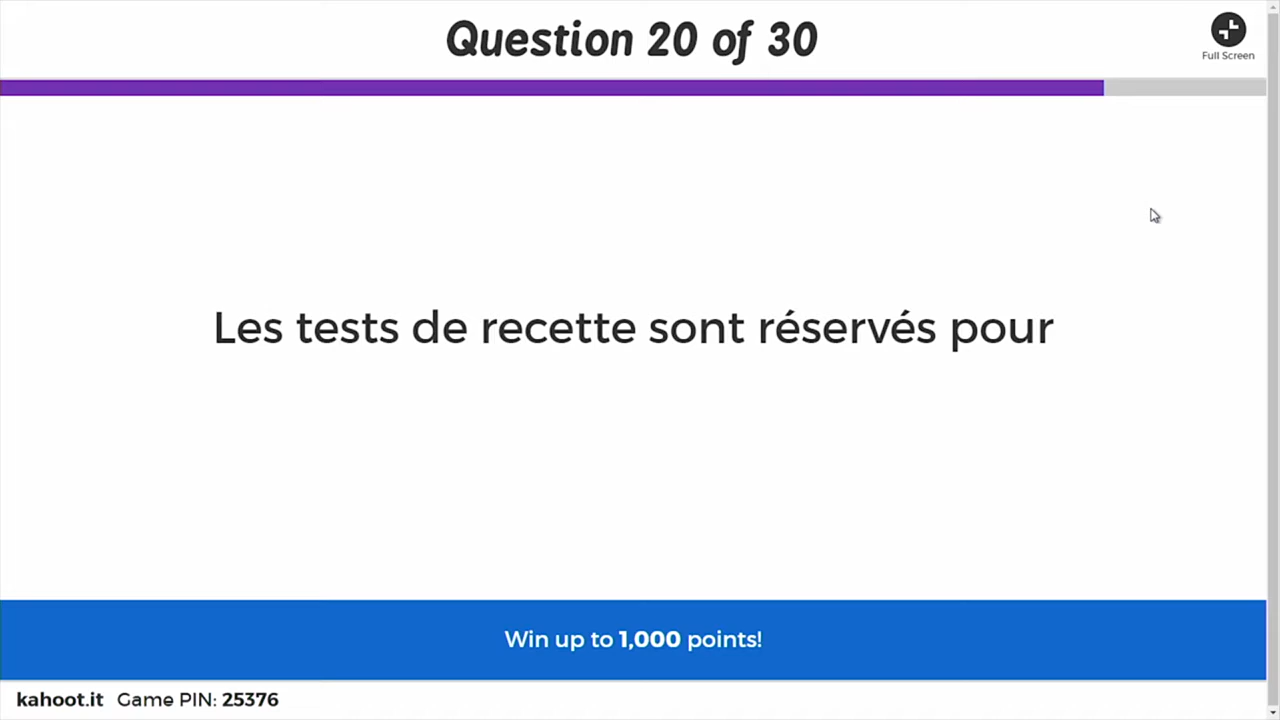 Question 20 of 30
Full Screen
Les tests de recette sont réservés pour
Win up to 1,000 points!
kahoot.it Game PIN: 25376